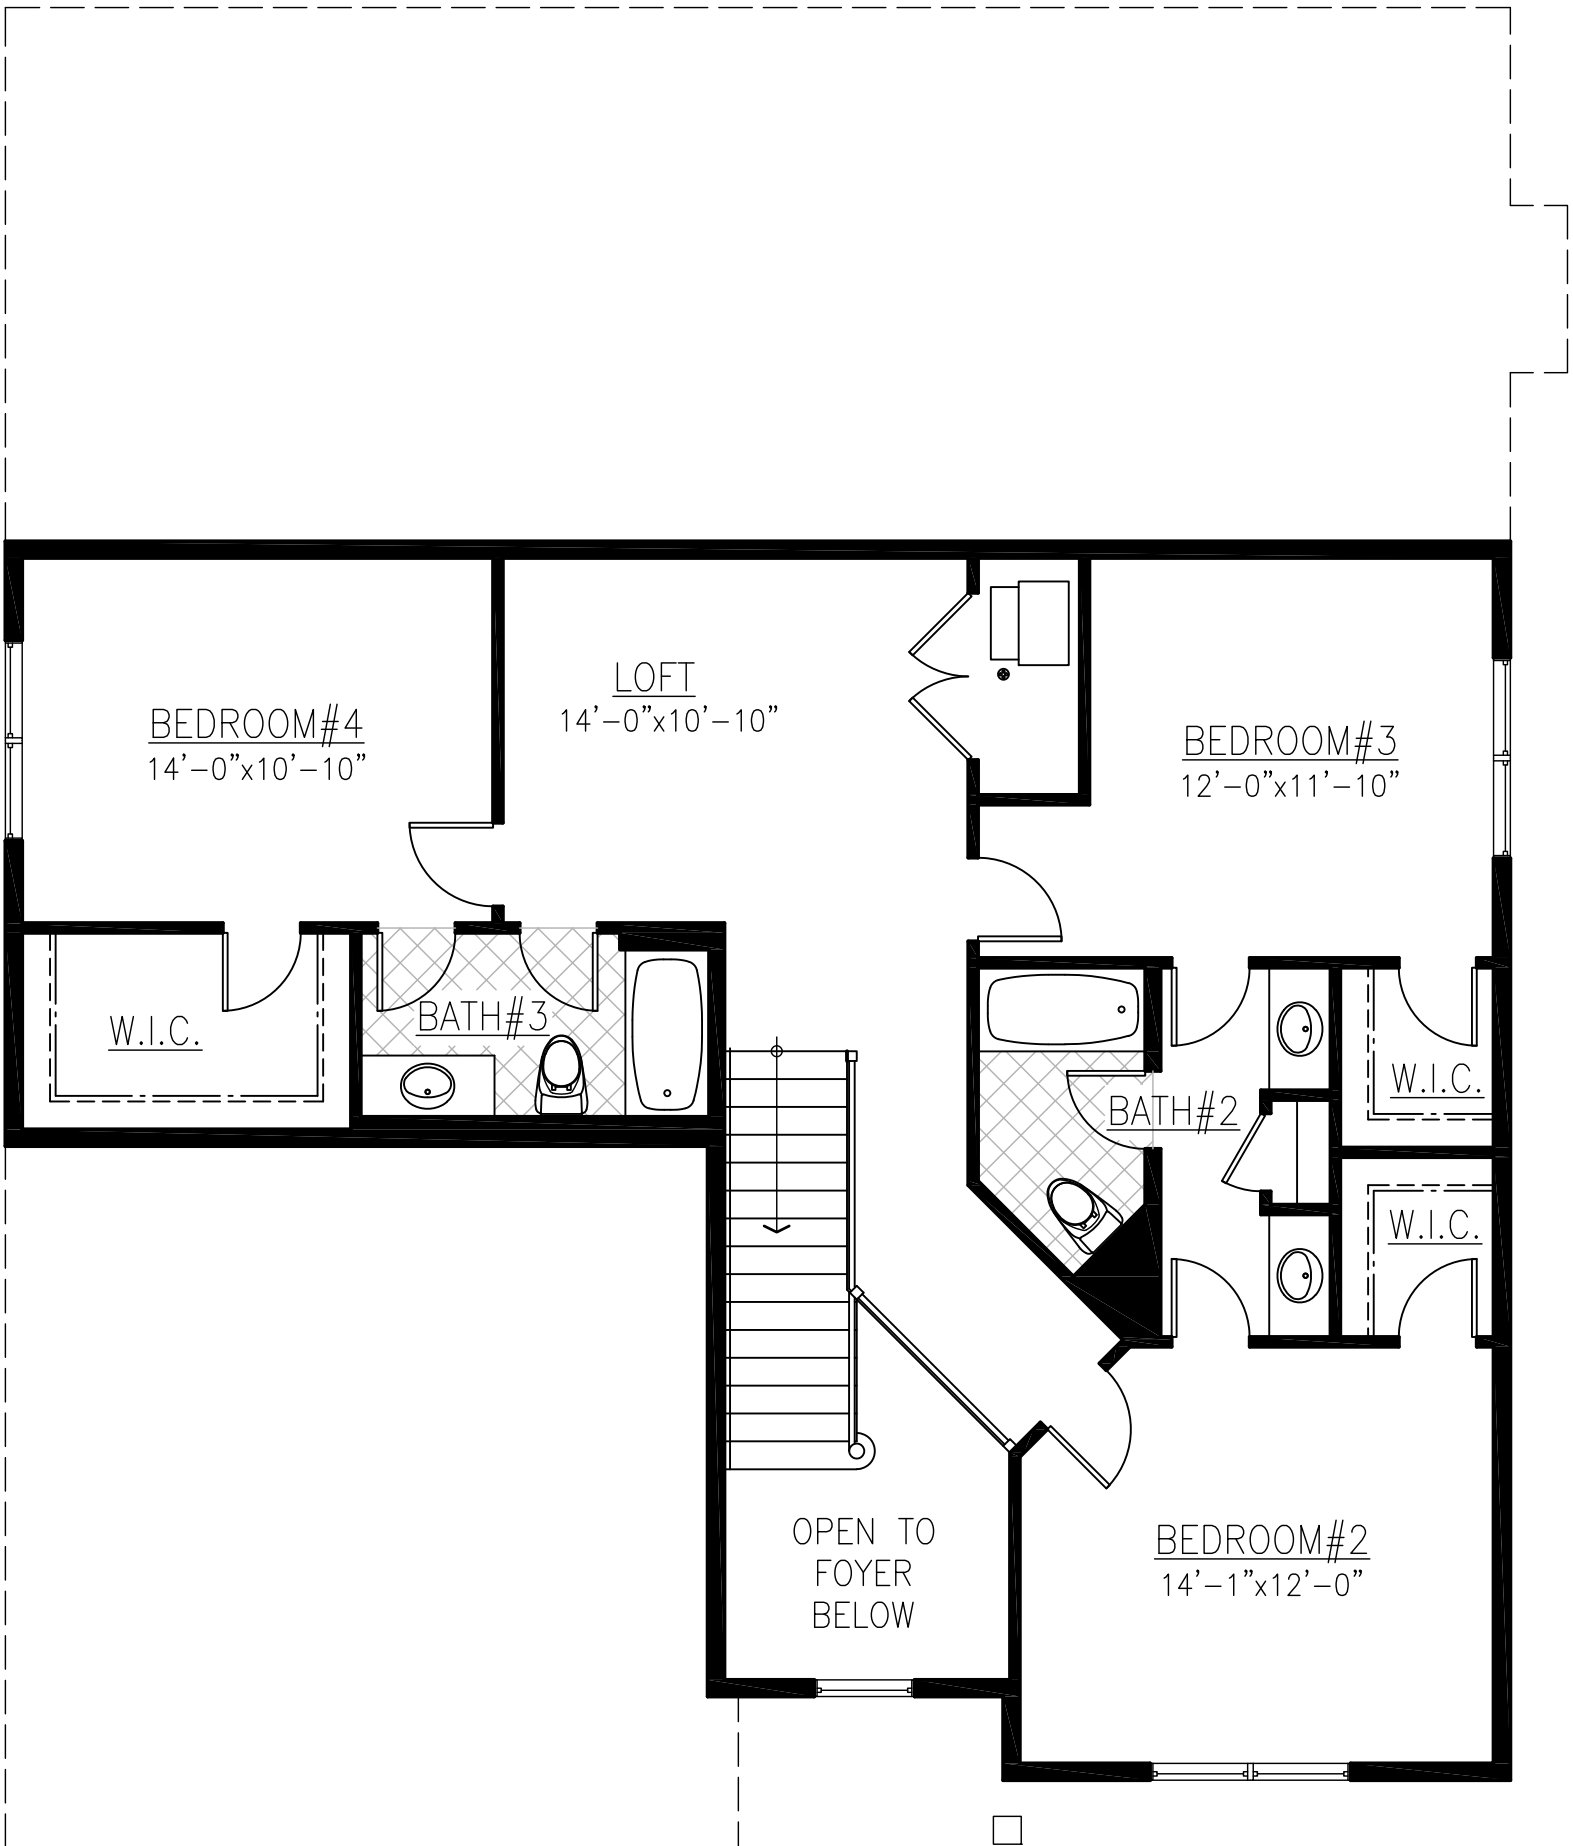 LOFT
14'-0"x10'-10"
BEDROOM#4
14'-0"x10'-10"
BEDROOM#3
12'-0"x11'-10"
BATH#3
W.I.C.
W.I.C.
BATH#2
W.I.C.
OPEN TO
FOYER
BELOW
BEDROOM#2
14'-1"x12'-0"